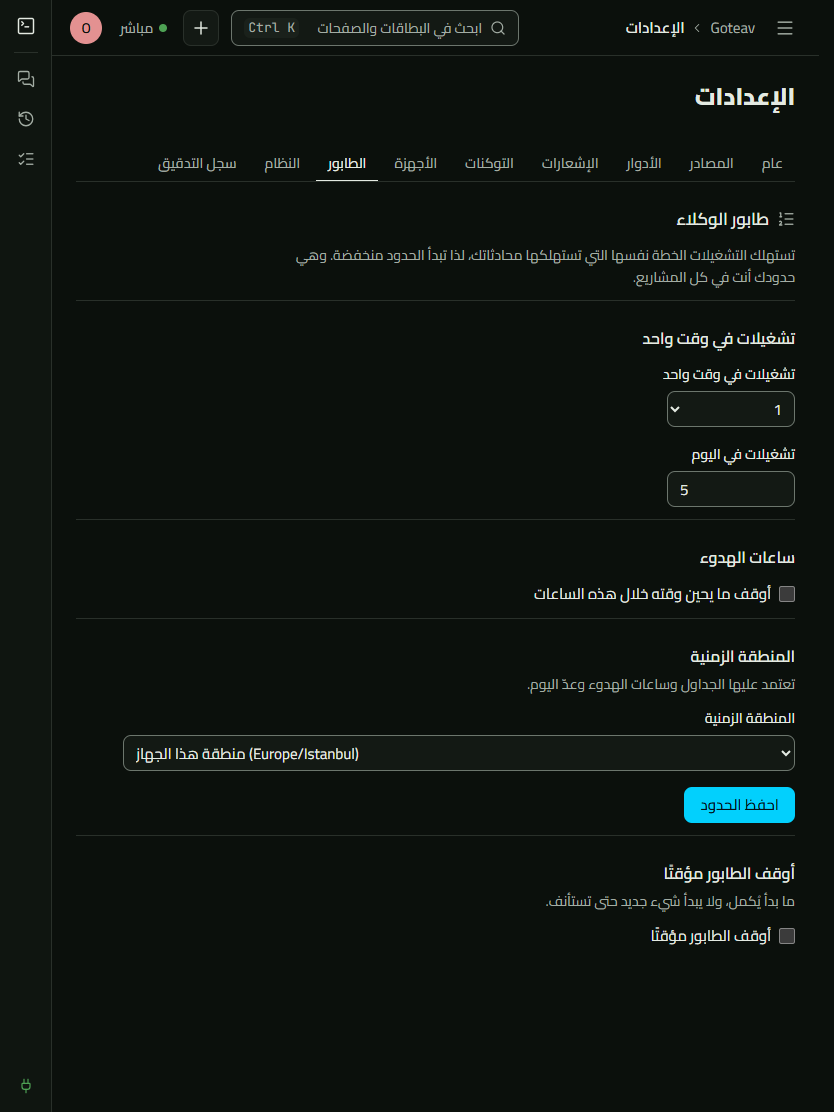 Goteav > الإعدادات
ابحث في البطاقات والصفحات Ctrl K
مباشر
O
الإعدادات
عام
المصادر
الأدوار
الإشعارات
التوكنات
الأجهزة
الطابور
النظام
سجل التدقيق
طابور الوكلاء
تستهلك التشغيلات الخطة نفسها التي تستهلكها محادثاتك، لذا تبدأ الحدود منخفضة. وهي
حدودك أنت في كل المشاريع.
تشغيلات في وقت واحد
تشغيلات في وقت واحد
1
تشغيلات في اليوم
5
ساعات الهدوء
أوقف ما يحين وقته خلال هذه الساعات
المنطقة الزمنية
تعتمد عليها الجداول وساعات الهدوء وعدّ اليوم.
المنطقة الزمنية
منطقة هذا الجهاز (Europe/Istanbul)
احفظ الحدود
أوقف الطابور مؤقتًا
ما بدأ يُكمل، ولا يبدأ شيء جديد حتى تستأنف.
أوقف الطابور مؤقتًا